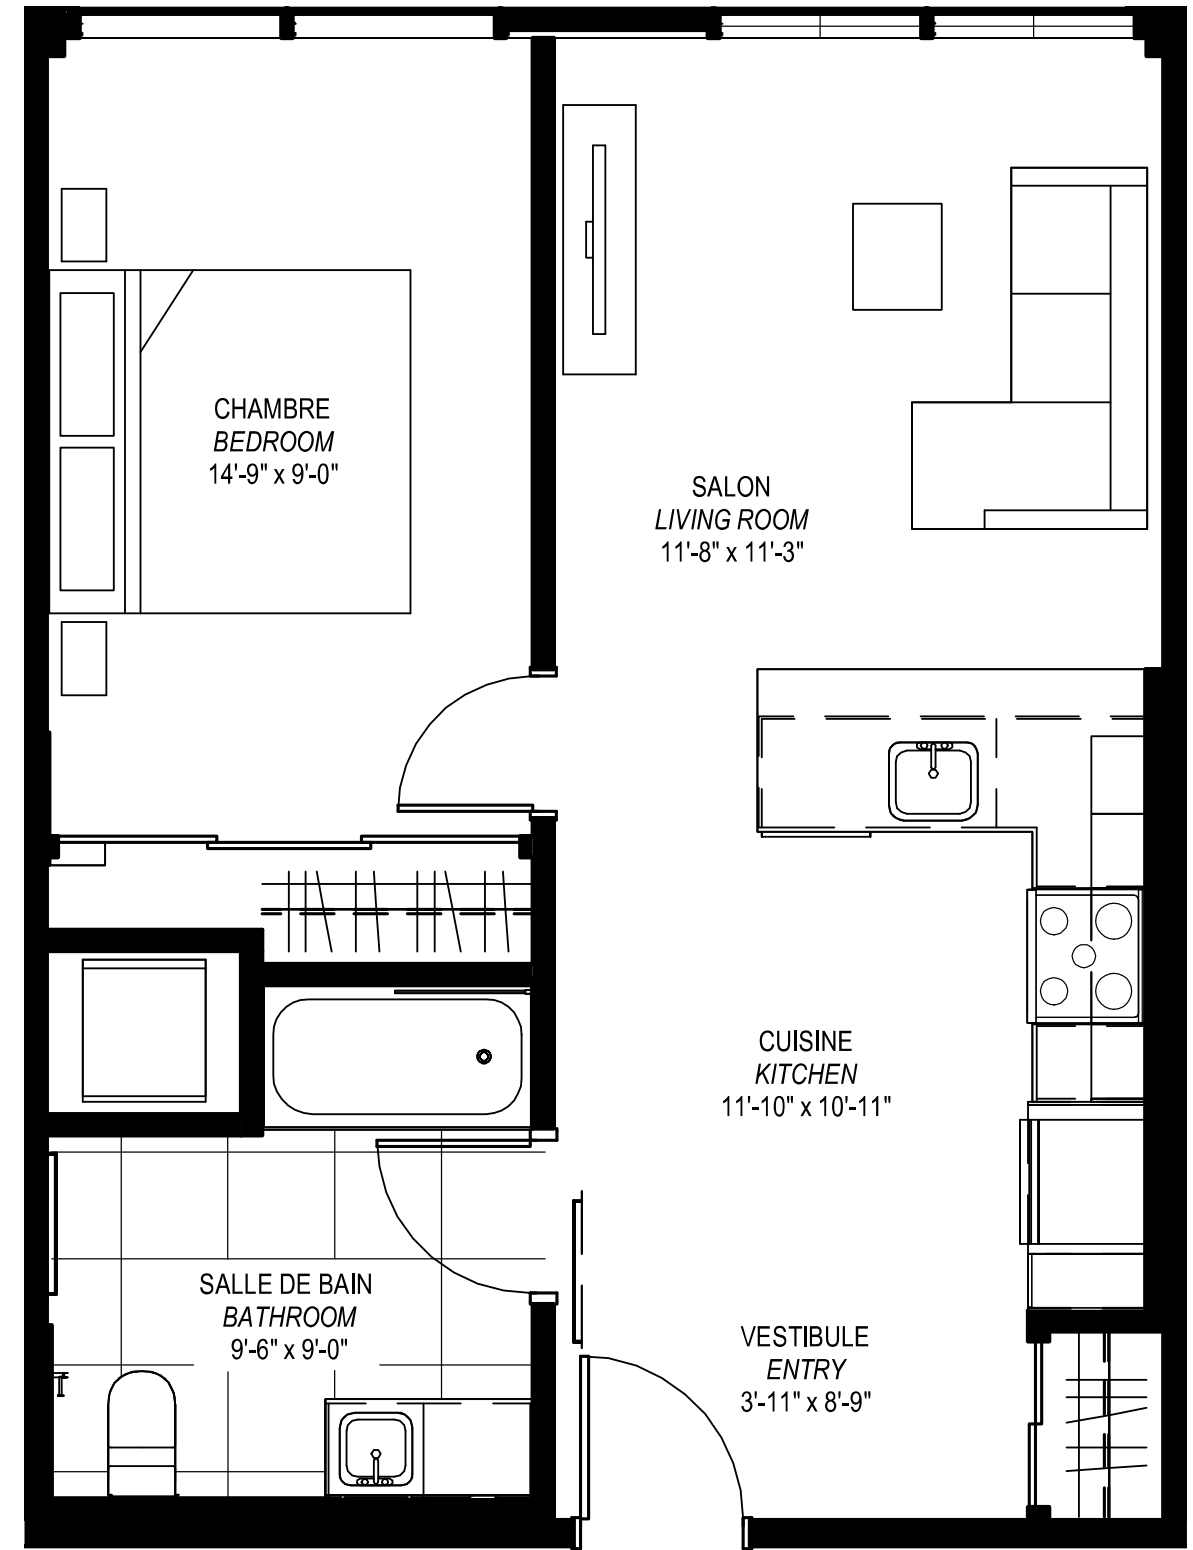 CHAMBRE
BEDROOM
14'-9" x 9'-0"
SALON
LIVING ROOM
11'-8" x 11'-3"
CUISINE
KITCHEN
11'-10" x 10'-11"
SALLE DE BAIN
BATHROOM
9'-6" x 9'-0"
VESTIBULE
ENTRY
3'-11" x 8'-9"